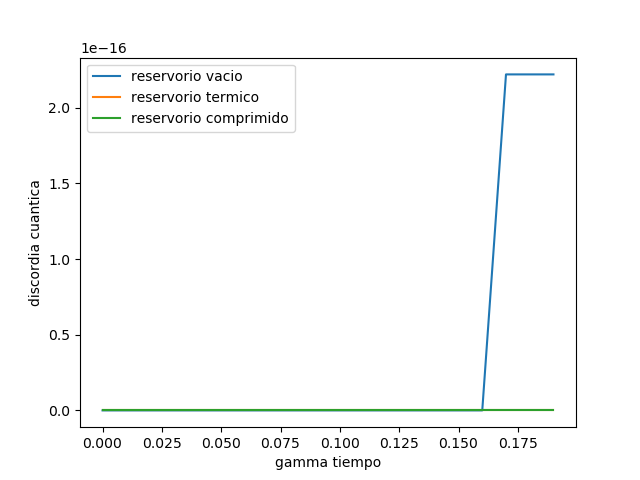 1e−16
reservorio vacio
reservorio termico
reservorio comprimido
2.0
1.5
1.0
0.5
0.0
discordia cuantica
0.000 0.025 0.050 0.075 0.100 0.125 0.150 0.175
gamma tiempo